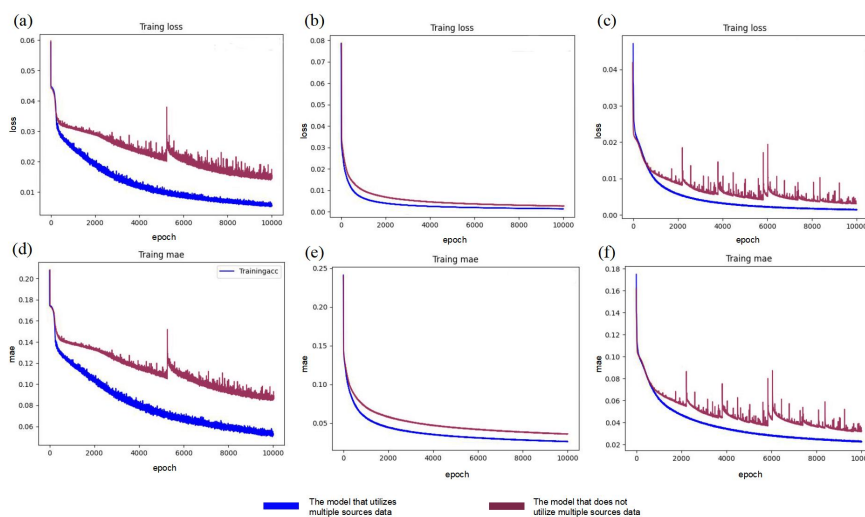 (a)
Traing loss
0.06
0.05
0.04
0.03
0.02
0.01
loss
0
2000
4000
6000
8000
10000
epoch
(b)
Traing loss
0.08
0.07
0.06
0.05
0.04
0.03
0.02
0.01
0.00
loss
0
2000
4000
6000
8000
10000
epoch
(c)
Traing loss
0.04
0.03
0.02
0.01
0.00
loss
0
2000
4000
6000
8000
10000
epoch
(d)
Traing mae
Trainingacc
0.20
0.18
0.16
0.14
0.12
0.10
0.08
0.06
mae
0
2000
4000
6000
8000
10000
epoch
(e)
Traing mae
0.25
0.20
0.15
0.10
0.05
mae
0
2000
4000
6000
8000
10000
epoch
(f)
Traing mae
0.18
0.16
0.14
0.12
0.10
0.08
0.06
0.04
0.02
mae
0
2000
4000
6000
8000
10000
epoch
The model that utilizes
multiple sources data
The model that does not
utilize multiple sources data